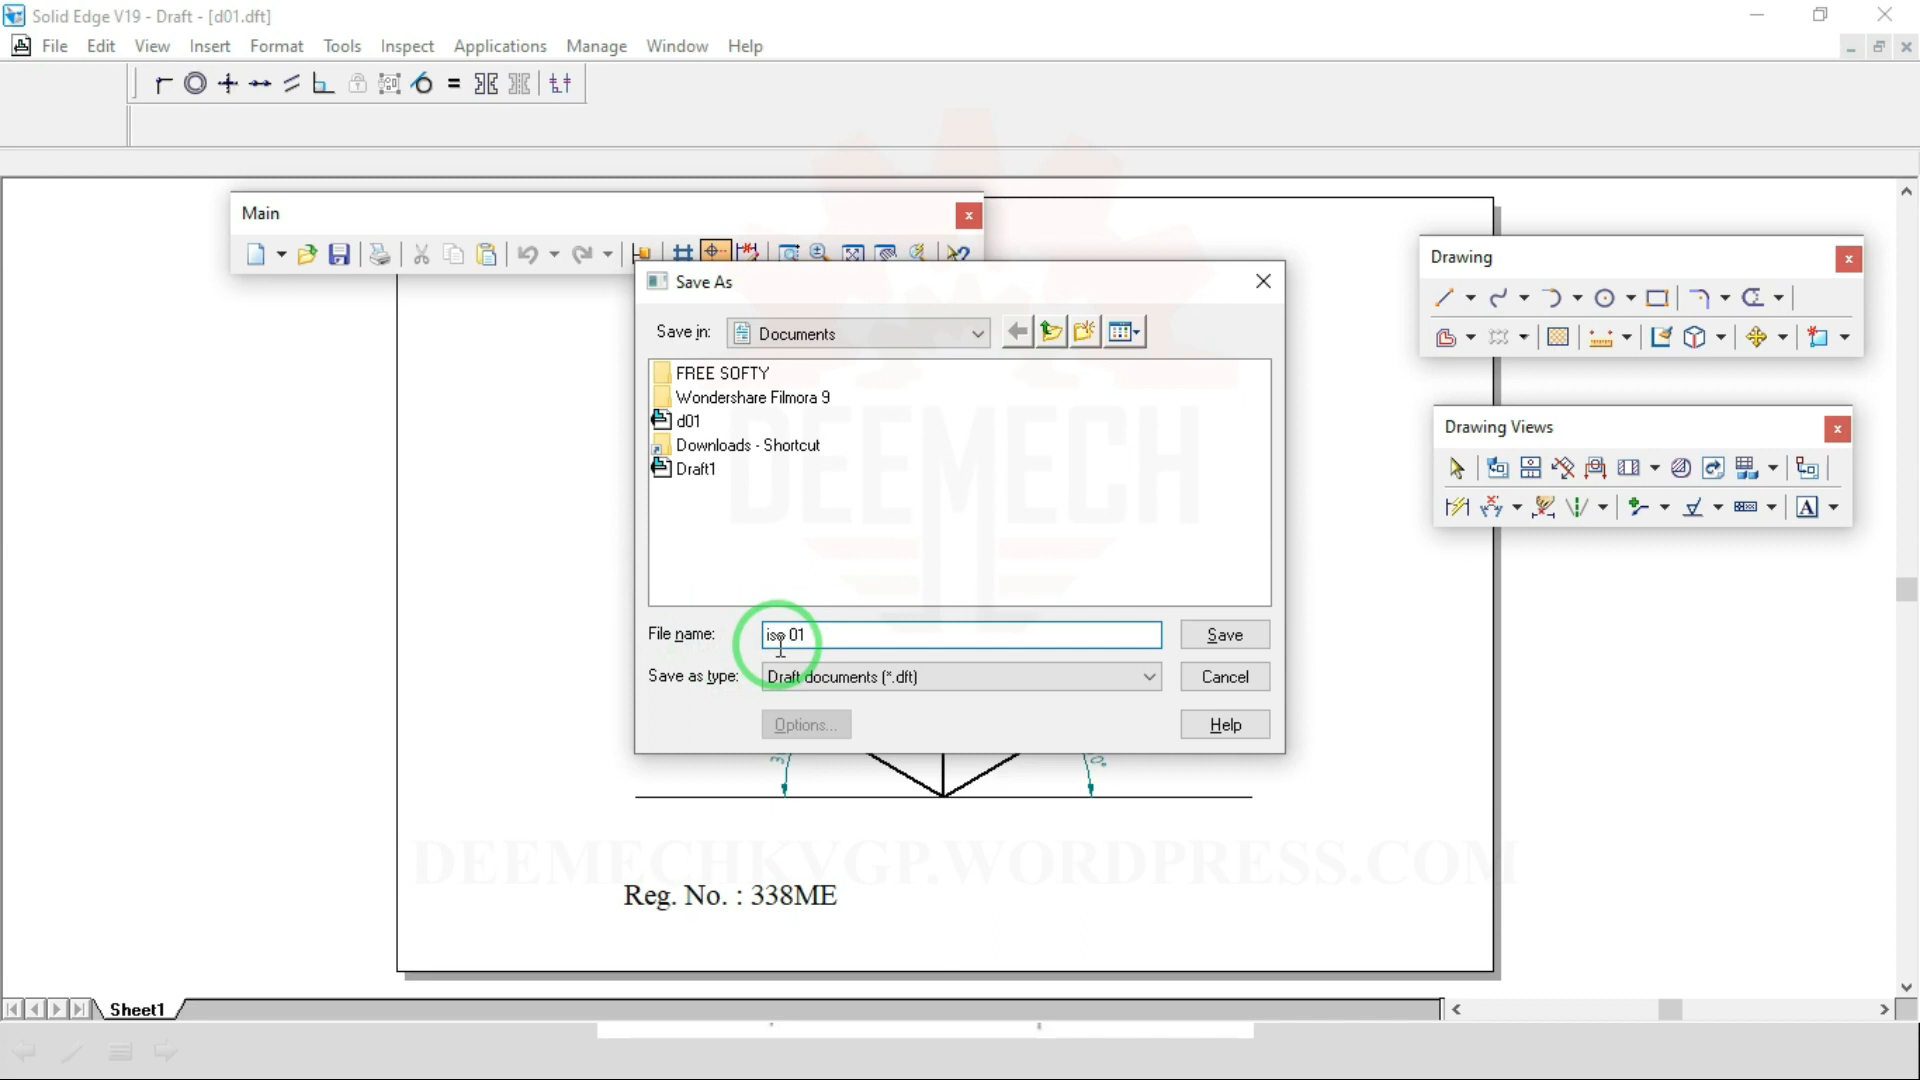 Solid Edge V19 - Draft - [d01.dft]
File Edit View Insert Format Tools Inspect Applications Manage Window Help
Main
Drawing
Save As
Save in: Documents
FREE SOFTY
Wondershare Filmora 9
d01
Downloads - Shortcut
Draft1
Drawing Views
DEEMECH
File name: iso 01 Save
Save as type: Draft documents (*.dft) Cancel
Options... Help
DEEMECHKVGP.WORDPRESS.COM
Reg. No. : 338ME
Sheet1